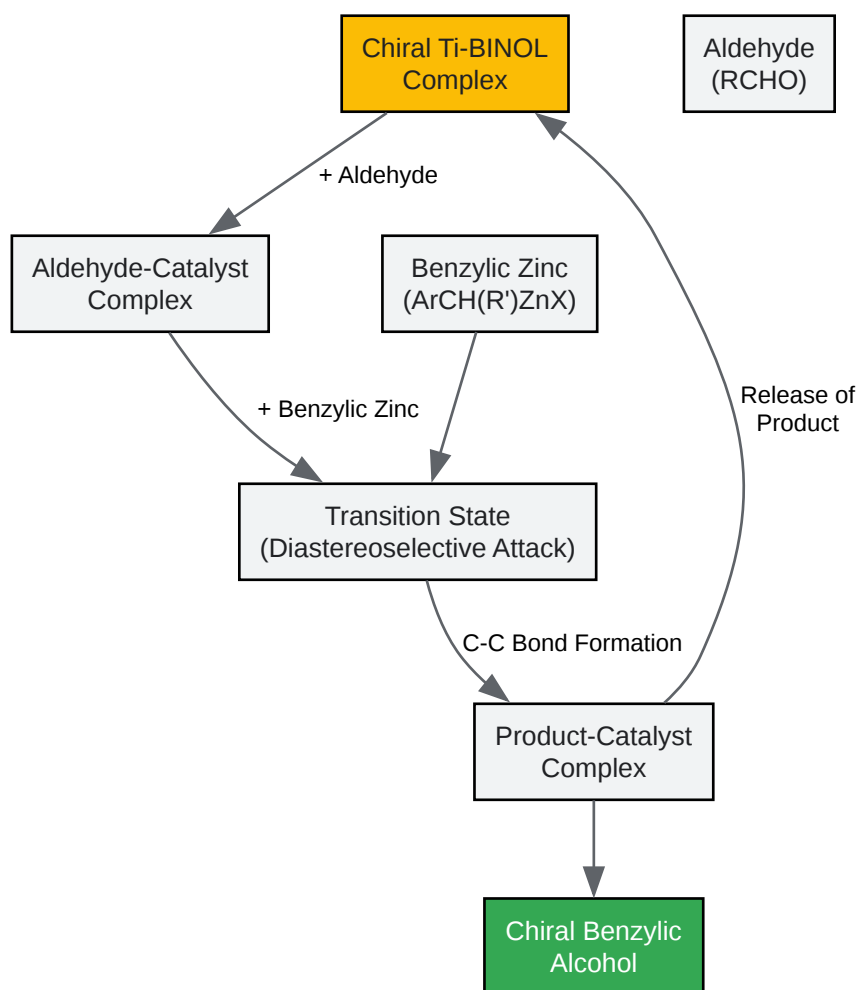 Chiral Ti-BINOL
Complex
Aldehyde
(RCHO)
+ Aldehyde
Aldehyde-Catalyst
Complex
Benzylic Zinc
(ArCH(R')ZnX)
+ Benzylic Zinc
Release of
Product
Transition State
(Diastereoselective Attack)
C-C Bond Formation
Product-Catalyst
Complex
Chiral Benzylic
Alcohol